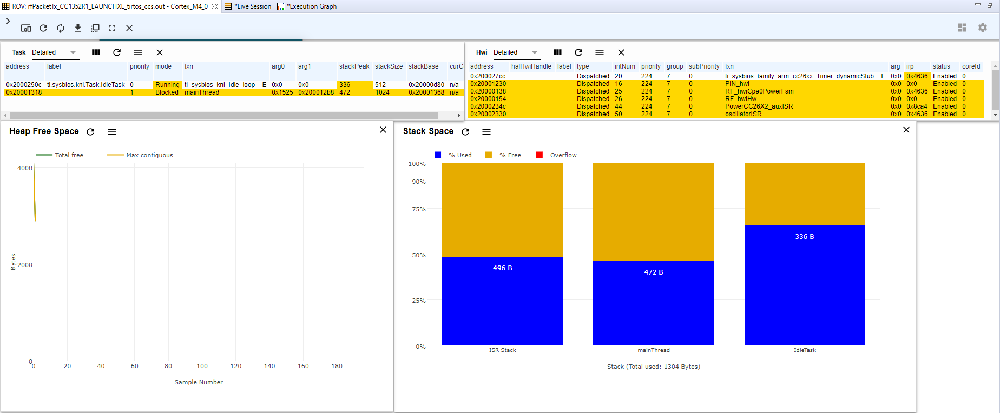 ROV: rfPacketTx_CC1352R1_LAUNCHXL_tirtos_ccs.out - Cortex_M4_0 *Live Session *Execution Graph
Task Detailed
address label priority mode fxn arg0 arg1 stackPeak stackSize stackBase curC
0x2000250c ti.sysbios.knl.Task.IdleTask 0 Running ti_sysbios_knl_Idle_loop__E 0x0 0x0 336 512 0x20000d80 n/a
0x20001318 1 Blocked mainThread 0x1525 0x200012b8 472 1024 0x20001368 n/a
Hwi Detailed
address halHwiHandle label type intNum priority group subPriority fxn arg irp status coreId
0x200027cc Dispatched 20 224 7 0 ti_sysbios_family_arm_cc26xx_Timer_dynamicStub__E 0x0 0x4636 Enabled 0
0x20001230 Dispatched 16 224 7 0 PIN_hwi 0x0 0x0 Enabled 0
0x20000138 Dispatched 25 224 7 0 RF_hwiCpe0PowerFsm 0x0 0x4636 Enabled 0
0x20000154 Dispatched 26 224 7 0 RF_hwiHw 0x0 0x0 Enabled 0
0x2000234c Dispatched 44 224 7 0 PowerCC26X2_auxISR 0x0 0x8ca4 Enabled 0
0x20002330 Dispatched 50 224 7 0 oscillatorISR 0x0 0x4636 Enabled 0
Heap Free Space
Total free Max contiguous
4000
2000
0
Bytes
0 20 40 60 80 100 120 140 160 180
Sample Number
Stack Space
% Used % Free Overflow
100%
90%
75%
50%
25%
0%
496 B 472 B 336 B
ISR Stack mainThread IdleTask
Stack (Total used: 1304 Bytes)